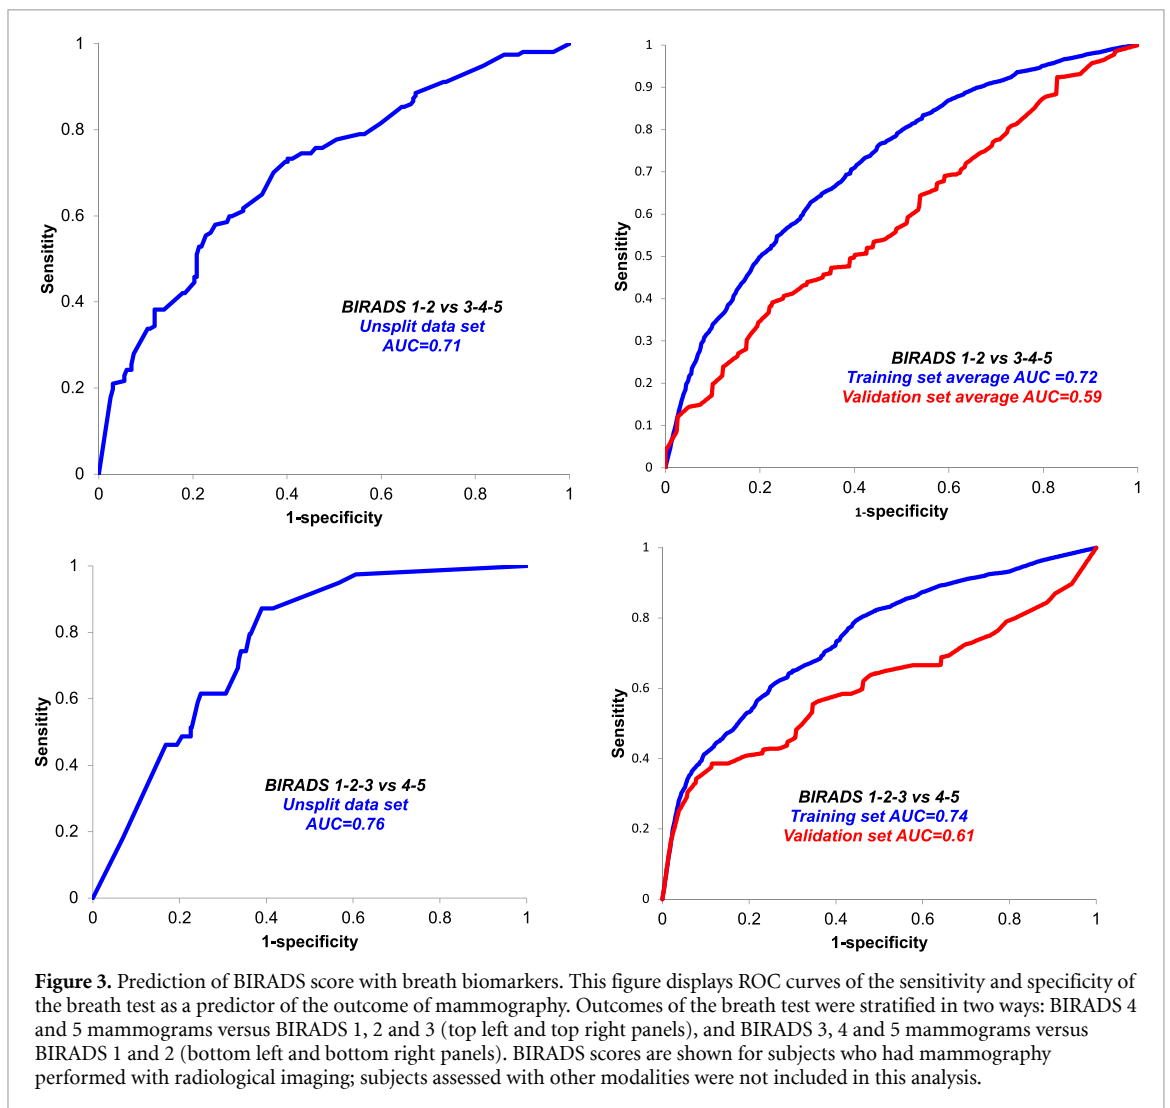 1
0.8
0.6
0.4
0.2
0
Sensitity
BIRADS 1-2 vs 3-4-5
Unsplit data set
AUC=0.71
0 0.2 0.4 0.6 0.8 1
1-specificity
1
0.9
0.8
0.7
0.6
0.5
0.4
0.3
0.2
0.1
0
Sensitity
BIRADS 1-2 vs 3-4-5
Training set average AUC =0.72
Validation set average AUC=0.59
0 0.2 0.4 0.6 0.8 1
1-specificity
1
0.8
0.6
0.4
0.2
0
Sensitity
BIRADS 1-2-3 vs 4-5
Unsplit data set
AUC=0.76
0 0.2 0.4 0.6 0.8 1
1-specificity
1
0.8
0.6
0.4
0.2
0
Sensitity
BIRADS 1-2-3 vs 4-5
Training set AUC=0.74
Validation set AUC=0.61
0 0.2 0.4 0.6 0.8 1
1-specificity
Figure 3. Prediction of BIRADS score with breath biomarkers. This figure displays ROC curves of the sensitivity and specificity of
the breath test as a predictor of the outcome of mammography. Outcomes of the breath test were stratified in two ways: BIRADS 4
and 5 mammograms versus BIRADS 1, 2 and 3 (top left and top right panels), and BIRADS 3, 4 and 5 mammograms versus
BIRADS 1 and 2 (bottom left and bottom right panels). BIRADS scores are shown for subjects who had mammography
performed with radiological imaging; subjects assessed with other modalities were not included in this analysis.